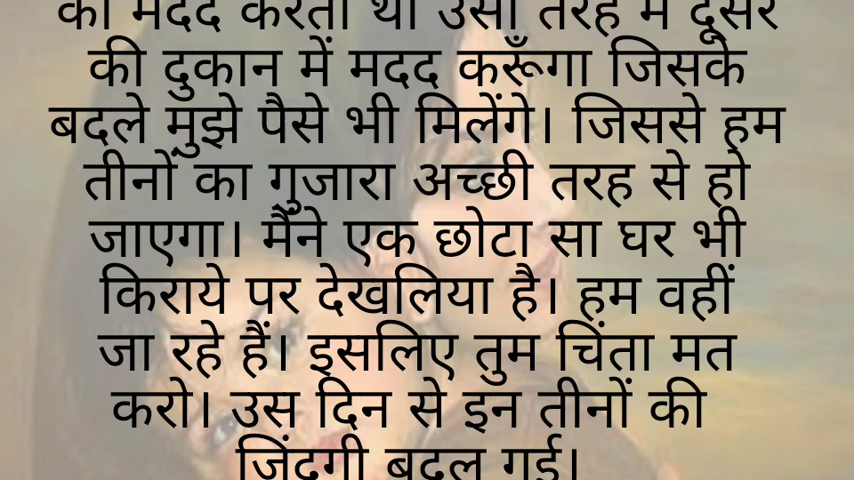 की मदद करता था उसी तरह मैं दूसरे
की दुकान में मदद करूँगा जिसके
बदले मुझे पैसे भी मिलेंगे। जिससे हम
तीनों का गुजारा अच्छी तरह से हो
जाएगा। मैंने एक छोटा सा घर भी
किराये पर देखलिया है। हम वहीं
जा रहे हैं। इसलिए तुम चिंता मत
करो। उस दिन से इन तीनों की
जिंदगी बदल गई।